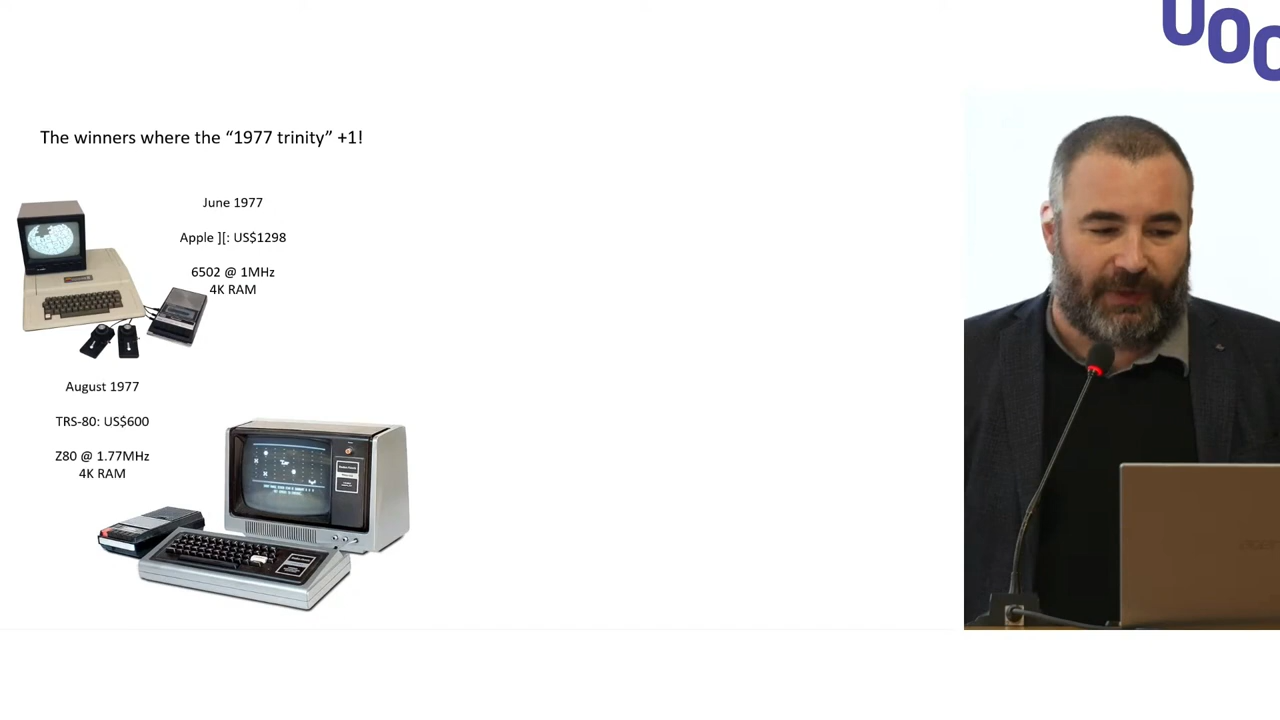 UOC
The winners where the “1977 trinity” +1!
June 1977
Apple ][: US$1298
6502 @ 1MHz
4K RAM
August 1977
TRS-80: US$600
Z80 @ 1.77MHz
4K RAM
acer